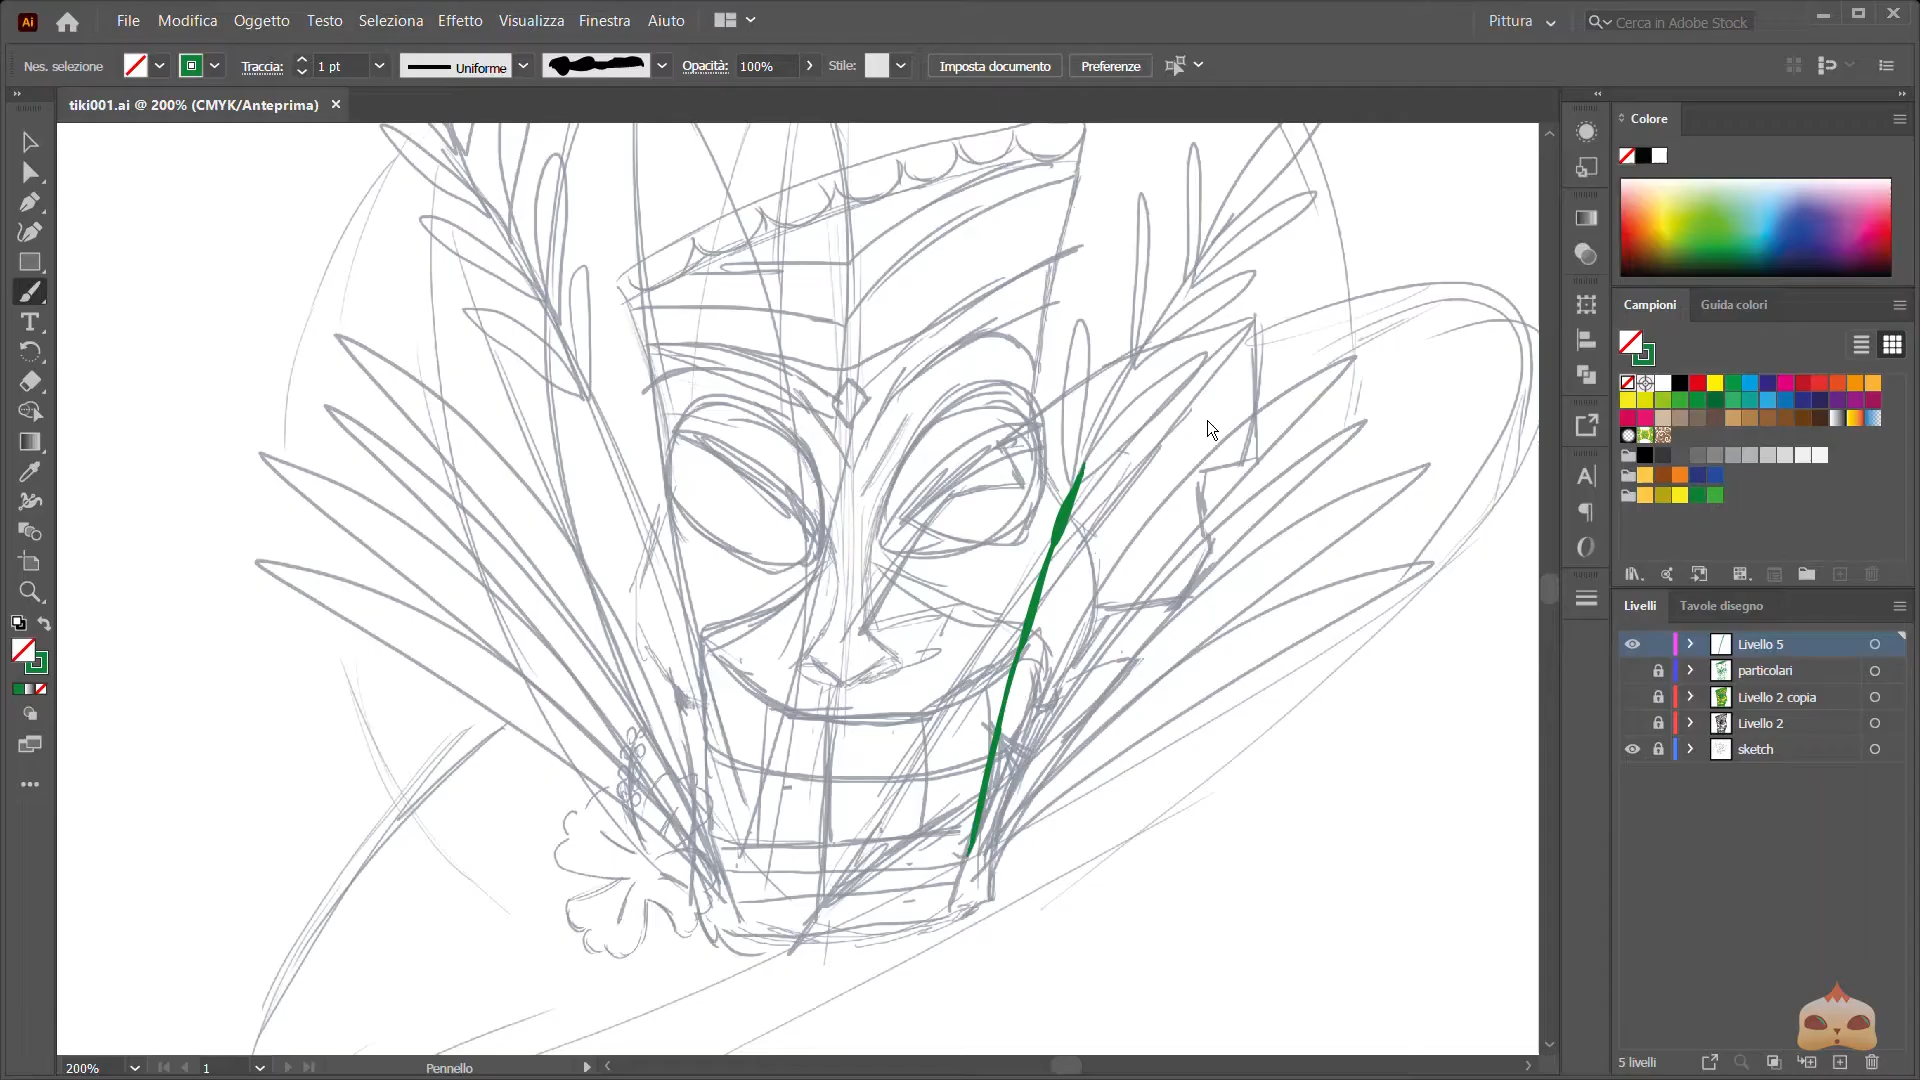 Ai File Modifica Oggetto Testo Seleziona Effetto Visualizza Finestra Aiuto Pittura Cerca in Adobe Stock
Nes. selezione Traccia: 1 pt Uniforme Opacità: 100% Stile: Imposta documento Preferenze
tiki001.ai @ 200% (CMYK/Anteprima)
Colore
Campioni Guida colori
Livelli Tavole disegno
Livello 5
particolari
Livello 2 copia
Livello 2
sketch
5 livelli
200% 1 Pennello